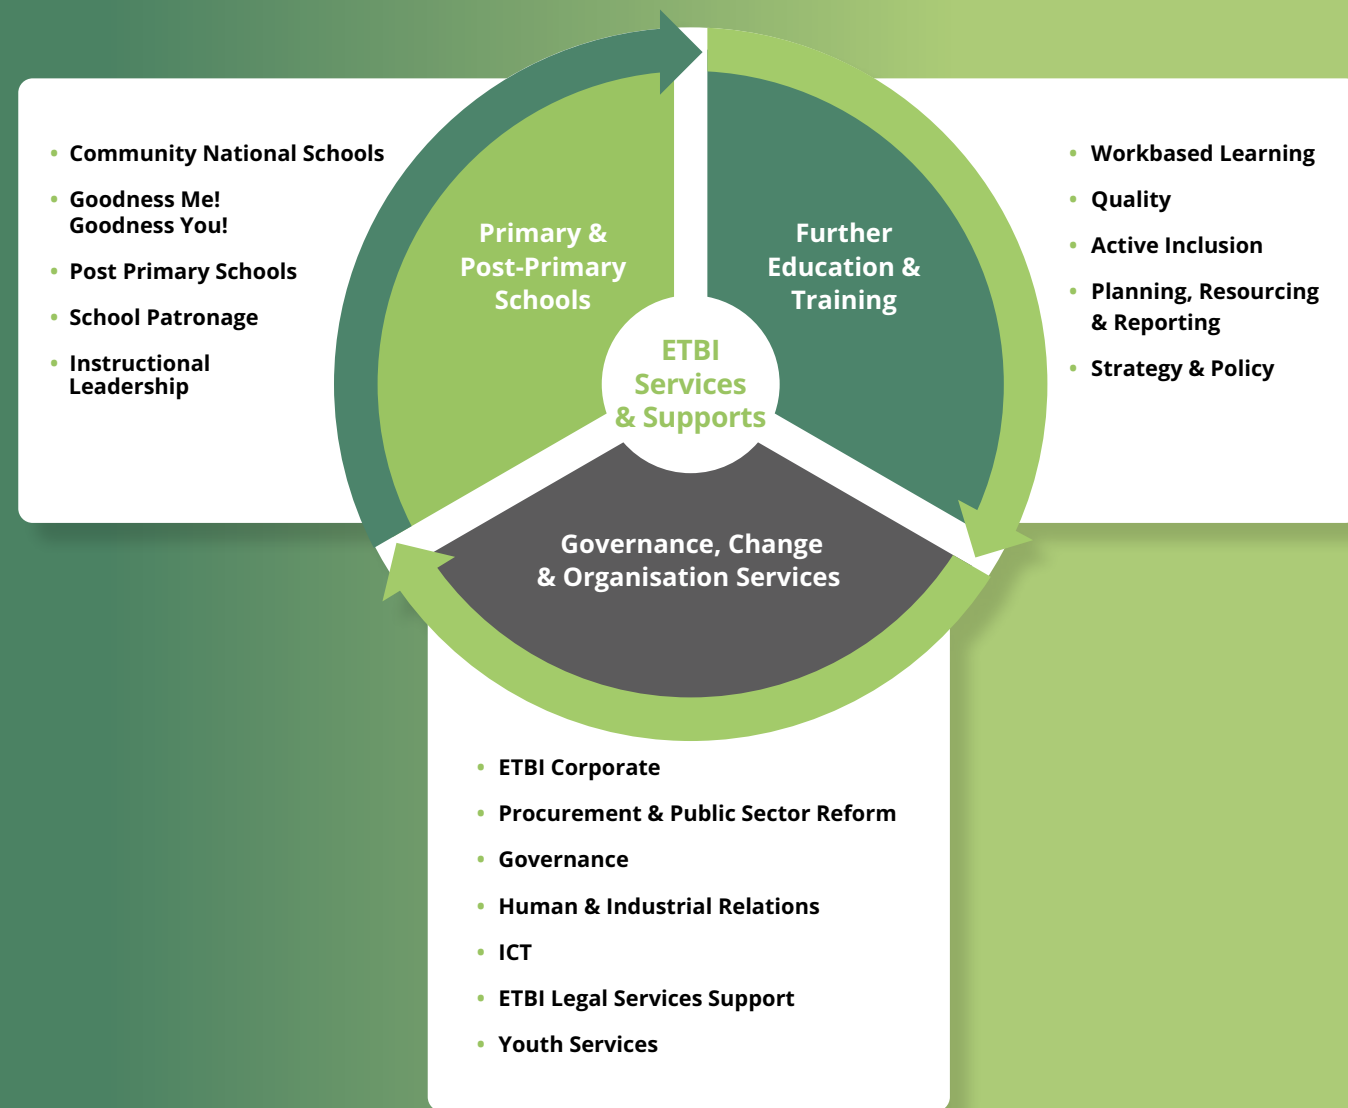 • Community National Schools
• Goodness Me!
Goodness You!
• Post Primary Schools
• School Patronage
• Instructional
Leadership
Primary &
Post-Primary
Schools
Further
Education &
Training
ETBI
Services
& Supports
Governance, Change
& Organisation Services
• Workbased Learning
• Quality
• Active Inclusion
• Planning, Resourcing
& Reporting
• Strategy & Policy
• ETBI Corporate
• Procurement & Public Sector Reform
• Governance
• Human & Industrial Relations
• ICT
• ETBI Legal Services Support
• Youth Services